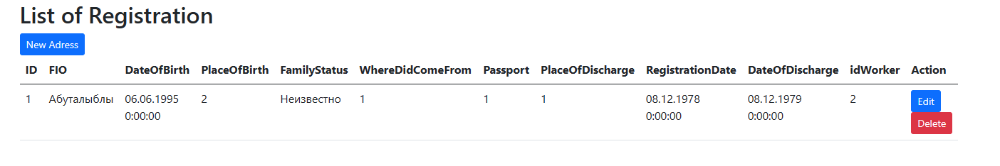 List of Registration
New Adress
ID FIO DateOfBirth PlaceOfBirth FamilyStatus WhereDidComeFrom Passport PlaceOfDischarge RegistrationDate DateOfDischarge idWorker Action
1 Абуталыблы 06.06.1995 2 Неизвестно 1 1 1 08.12.1978 08.12.1979 2 Edit
0:00:00 0:00:00 0:00:00
Delete